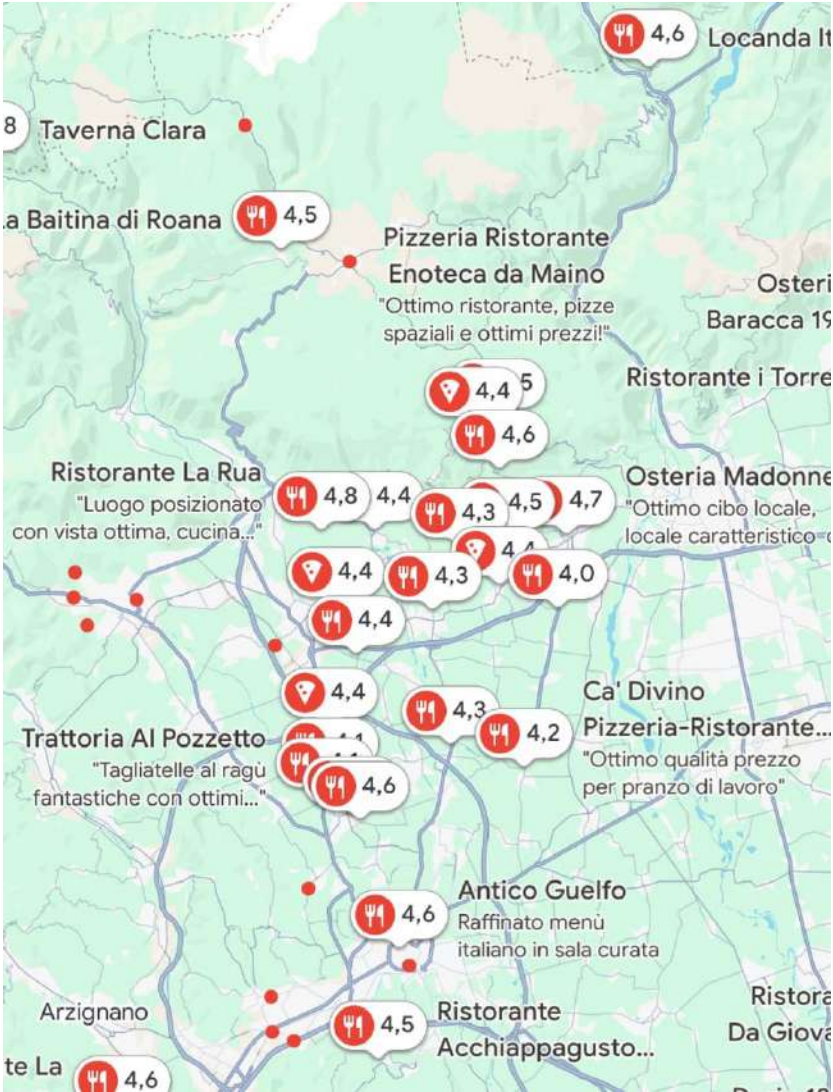 4,6
Locanda It
8
Taverna Clara
a Baitina di Roana
4,5
Pizzeria Ristorante
Enoteca da Maino
"Ottimo ristorante, pizze
spaziali e ottimi prezzi!"
Osteri
Baracca 19
Ristorante i Torre
5
4,4
4,6
Ristorante La Rua
"Luogo posizionato
con vista ottima, cucina..."
4,8
4,4
4,3
4,5
4,7
Osteria Madonne
"Ottimo cibo locale,
locale caratteristico
4,4
4,4
4,3
4,0
4,4
4,4
4,3
4,2
Ca' Divino
Pizzeria-Ristorante...
"Ottimo qualità prezzo
per pranzo di lavoro"
Trattoria Al Pozzetto
"Tagliatelle al ragù
fantastiche con ottimi..."
4,6
4,6
Antico Guelfo
Raffinato menù
italiano in sala curata
Arzignano
4,5
Ristorante
Acchiappagusto...
Ristora
Da Giova
te La
4,6